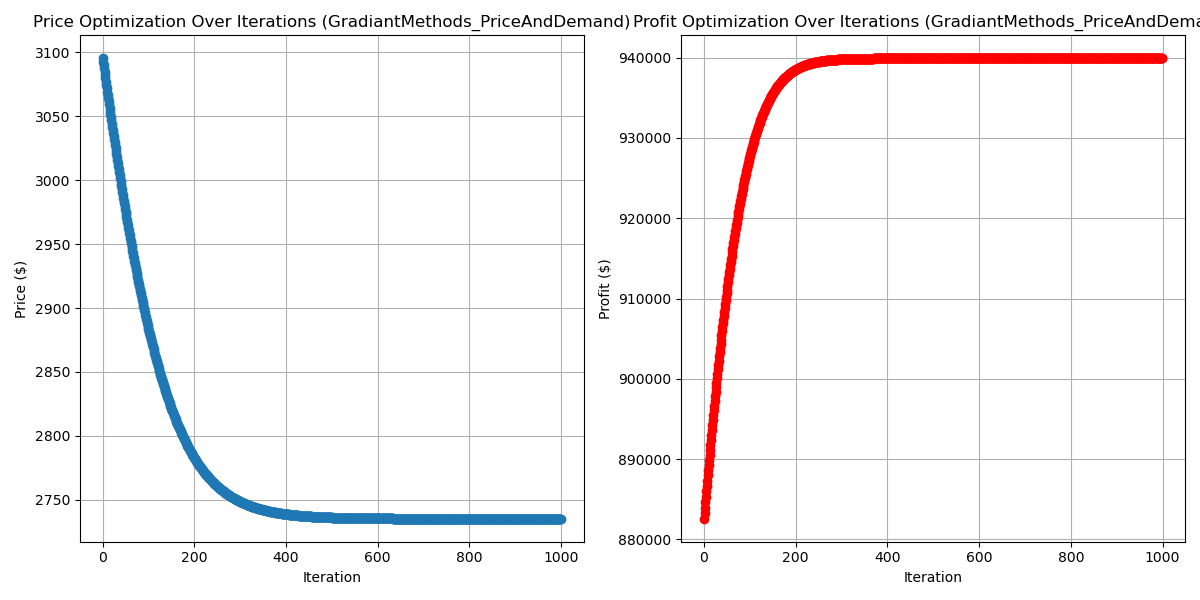 Price Optimization Over Iterations (GradiantMethods_PriceAndDemand)
3100
3050
3000
2950
2900
2850
2800
2750
Price ($)
0 200 400 600 800 1000
Iteration
Profit Optimization Over Iterations (GradiantMethods_PriceAndDema
940000
930000
920000
910000
900000
890000
880000
Profit ($)
0 200 400 600 800 1000
Iteration